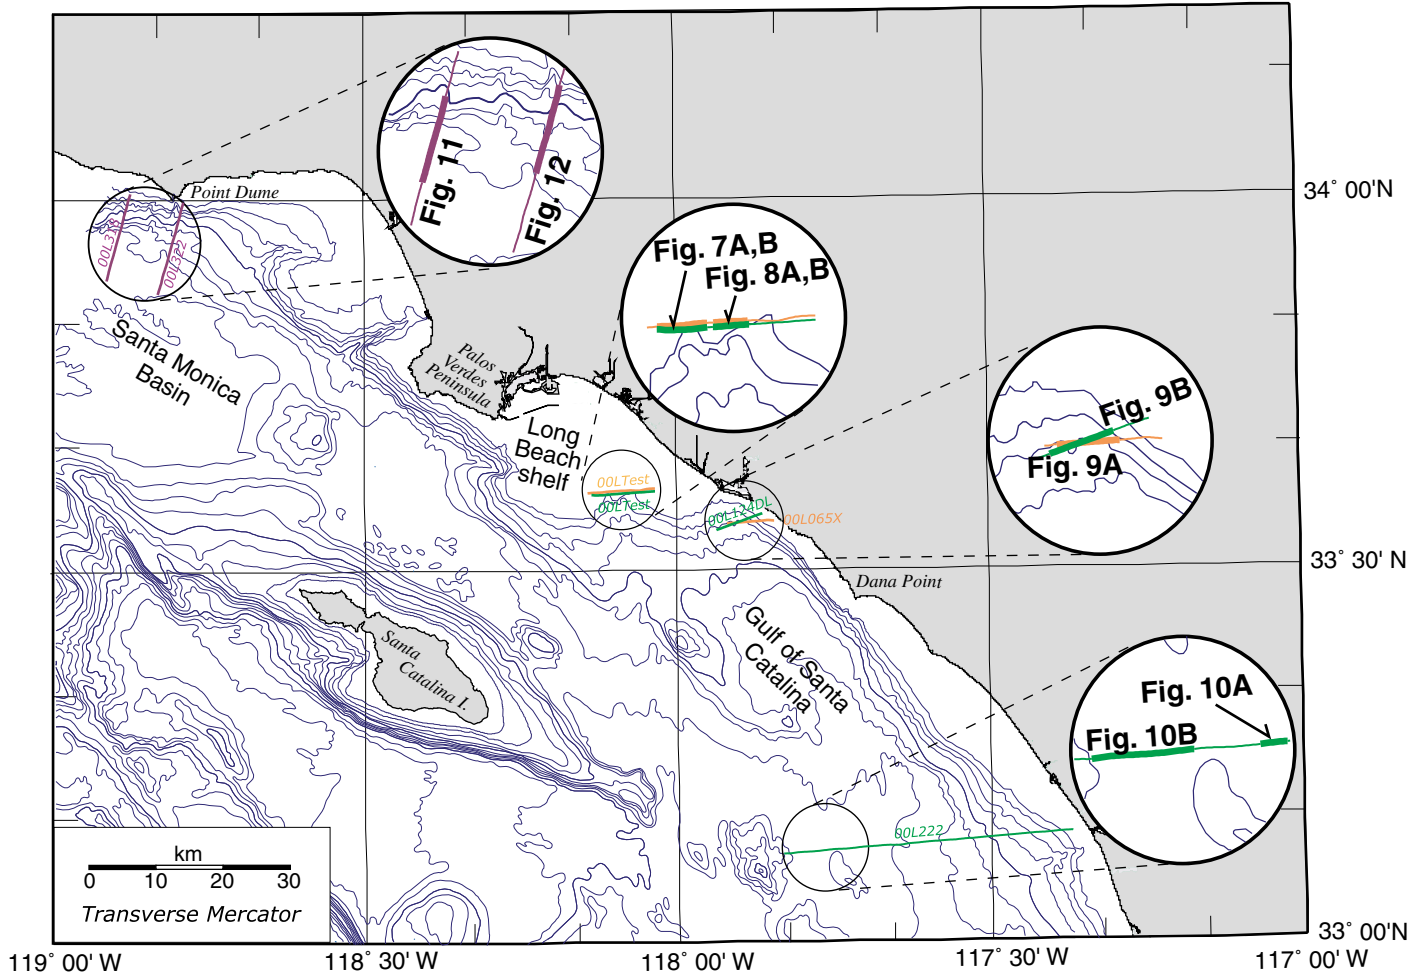 Fig. 11
Fig. 12
Point Dume
34° 00'N
00L313
00L322
Fig. 7A,B
Fig. 8A,B
Santa Monica
Basin
Palos
Verdes
Peninsula
Fig. 9B
Fig. 9A
Long
Beach
shelf
00LTest
00LTest
00L124DL
00L065X
33° 30' N
Dana Point
Gulf of Santa
Catalina
Santa
Catalina I.
Fig. 10A
Fig. 10B
00L222
km
0 10 20 30
Transverse Mercator
33° 00'N
119° 00' W
118° 30' W
118° 00' W
117° 30' W
117° 00' W